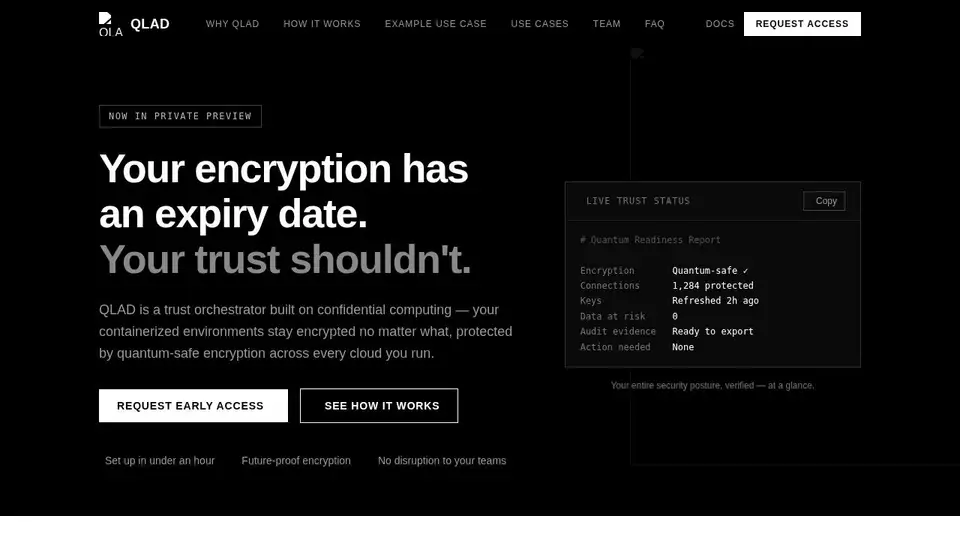 QLAD
QLAD
WHY QLAD
HOW IT WORKS
EXAMPLE USE CASE
USE CASES
TEAM
FAQ
DOCS
REQUEST ACCESS
NOW IN PRIVATE PREVIEW
Your encryption has
an expiry date.
Your trust shouldn't.
QLAD is a trust orchestrator built on confidential computing — your
containerized environments stay encrypted no matter what, protected
by quantum-safe encryption across every cloud you run.
REQUEST EARLY ACCESS
SEE HOW IT WORKS
Set up in under an hour
Future-proof encryption
No disruption to your teams
LIVE TRUST STATUS
Copy
# Quantum Readiness Report
Encryption Quantum-safe ✓
Connections 1,284 protected
Keys Refreshed 2h ago
Data at risk 0
Audit evidence Ready to export
Action needed None
Your entire security posture, verified — at a glance.